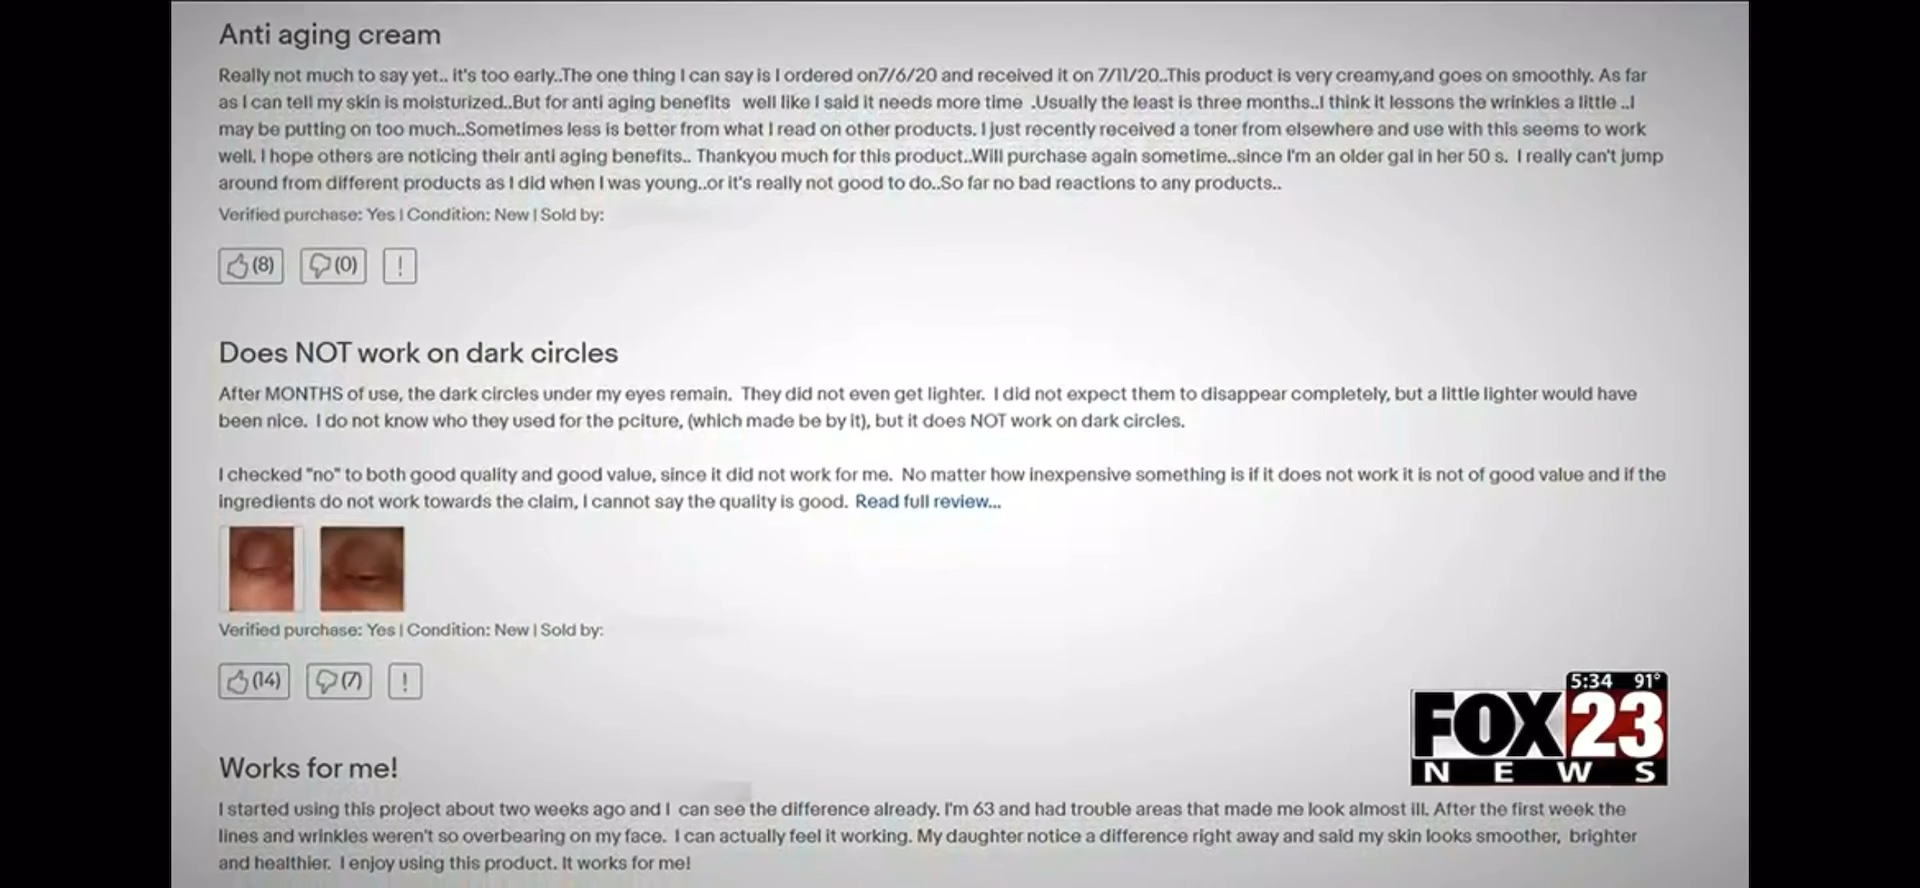 Anti aging cream
Really not much to say yet.. it's too early..The one thing I can say is I ordered on7/6/20 and received it on 7/11/20..This product is very creamy,and goes on smoothly. As far
as I can tell my skin is moisturized..But for anti aging benefits well like I said it needs more time .Usually the least is three months..I think it lessons the wrinkles a little ..I
may be putting on too much..Sometimes less is better from what I read on other products. I just recently received a toner from elsewhere and use with this seems to work
well. I hope others are noticing their anti aging benefits.. Thankyou much for this product..Will purchase again sometime..since I'm an older gal in her 50 s. I really can't jump
around from different products as I did when I was young..or it's really not good to do..So far no bad reactions to any products..
Verified purchase: Yes | Condition: New | Sold by:
(8) (0) !
Does NOT work on dark circles
After MONTHS of use, the dark circles under my eyes remain. They did not even get lighter. I did not expect them to disappear completely, but a little lighter would have
been nice. I do not know who they used for the pciture, (which made be by it), but it does NOT work on dark circles.
I checked "no" to both good quality and good value, since it did not work for me. No matter how inexpensive something is if it does not work it is not of good value and if the
ingredients do not work towards the claim, I cannot say the quality is good. Read full review...
Verified purchase: Yes | Condition: New | Sold by:
(14) (7) !
5:34 91°
FOX 23
NEWS
Works for me!
I started using this project about two weeks ago and I can see the difference already. I'm 63 and had trouble areas that made me look almost ill. After the first week the
lines and wrinkles weren't so overbearing on my face. I can actually feel it working. My daughter notice a difference right away and said my skin looks smoother, brighter
and healthier. I enjoy using this product. It works for me!